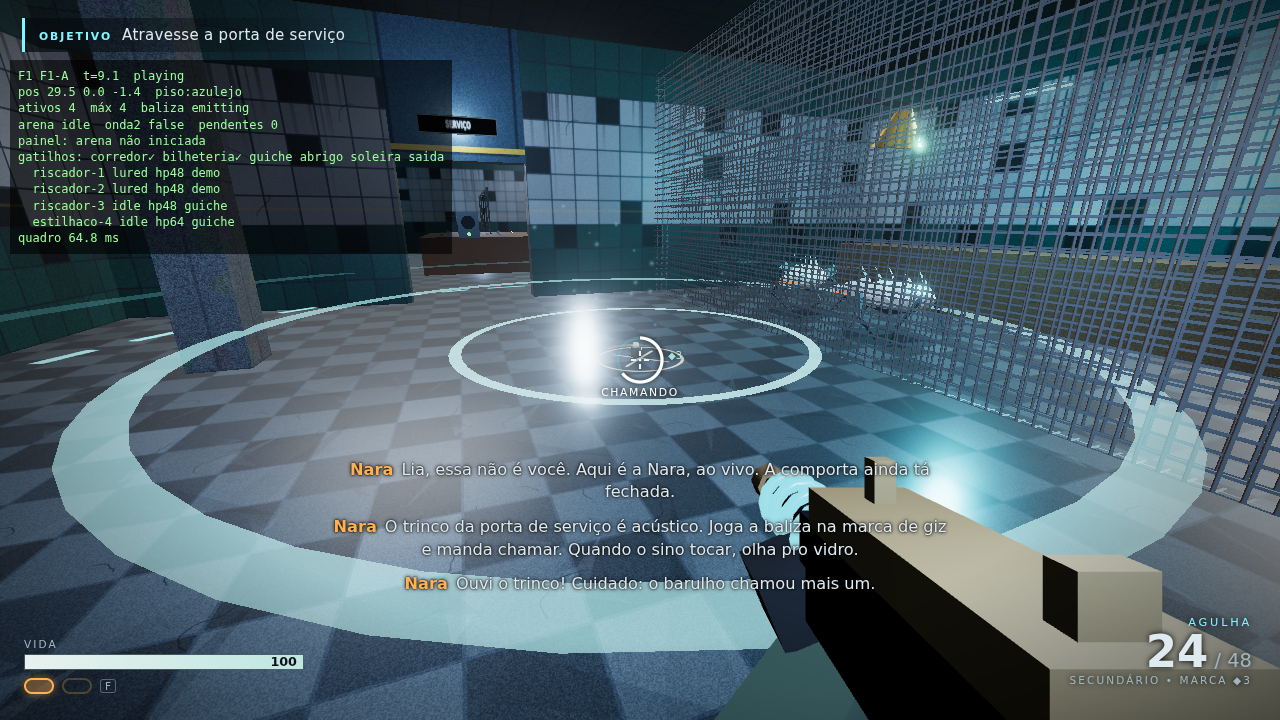 OBJETIVO Atravesse a porta de serviço
F1 F1-A t=9.1 playing
pos 29.5 0.0 -1.4 piso:azulejo
ativos 4 máx 4 baliza emitting
arena idle onda2 false pendentes 0
painel: arena não iniciada
gatilhos: corredor✓ bilheteria✓ guiche abrigo soleira saida
riscador-1 lured hp48 demo
riscador-2 lured hp48 demo
riscador-3 idle hp48 guiche
estilhaco-4 idle hp64 guiche
quadro 64.8 ms
SERVIÇO
◆3
CHAMANDO
Nara Lia, essa não é você. Aqui é a Nara, ao vivo. A comporta ainda tá
fechada.
Nara O trinco da porta de serviço é acústico. Joga a baliza na marca de giz
e manda chamar. Quando o sino tocar, olha pro vidro.
Nara Ouvi o trinco! Cuidado: o barulho chamou mais um.
VIDA
100
F
AGULHA
24 / 48
SECUNDÁRIO • MARCA ◆3